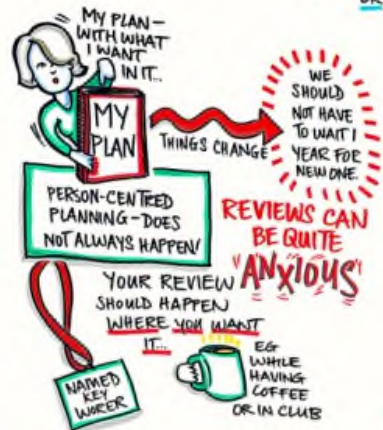 MY PLAN-
WITH WHAT
I WANT
IN IT...
MY
PLAN
THINGS CHANGE
WE
SHOULD
NOT HAVE
TO WAIT 1
YEAR FOR
NEW ONE.
PERSON-CENTRED
PLANNING-DOES
NOT ALWAYS HAPPEN!
REVIEWS CAN
BE QUITE
"ANXIOUS"
YOUR REVIEW
SHOULD HAPPEN
WHERE YOU WANT
IT...
EG
WHILE
HAVING
COFFEE
OR IN CLUB
NAMED
KEY
WORER